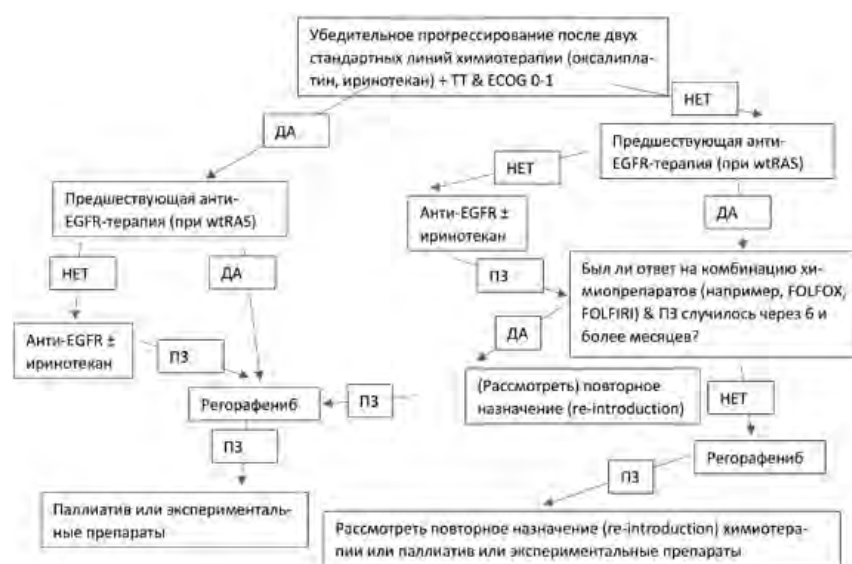 Убедительное прогрессирование после двух
стандартных линий химиотерапии (оксалипла-
тин, иринотекан) + ТТ & ECOG 0-1
НЕТ
ДА
Предшествующая анти-
EGFR-терапия (при wtRAS)
НЕТ
Предшествующая анти-
EGFR-терапия (при wtRAS)
Анти-EGFR ±
иринотекан
ДА
НЕТ
ДА
ПЗ
Был ли ответ на комбинацию хи-
миопрепаратов (например, FOLFOX,
FOLFIRI) & ПЗ случилось через 6 и
более месяцев?
Анти-EGFR ±
иринотекан
ПЗ
ДА
Регорафениб
ПЗ
(Рассмотреть) повторное
назначение (re-introduction)
НЕТ
ПЗ
Регорафениб
ПЗ
Паллиатив или эксперименталь-
ные препараты
Рассмотреть повторное назначение (re-introduction) химиотера-
пии или паллиатив или экспериментальные препараты